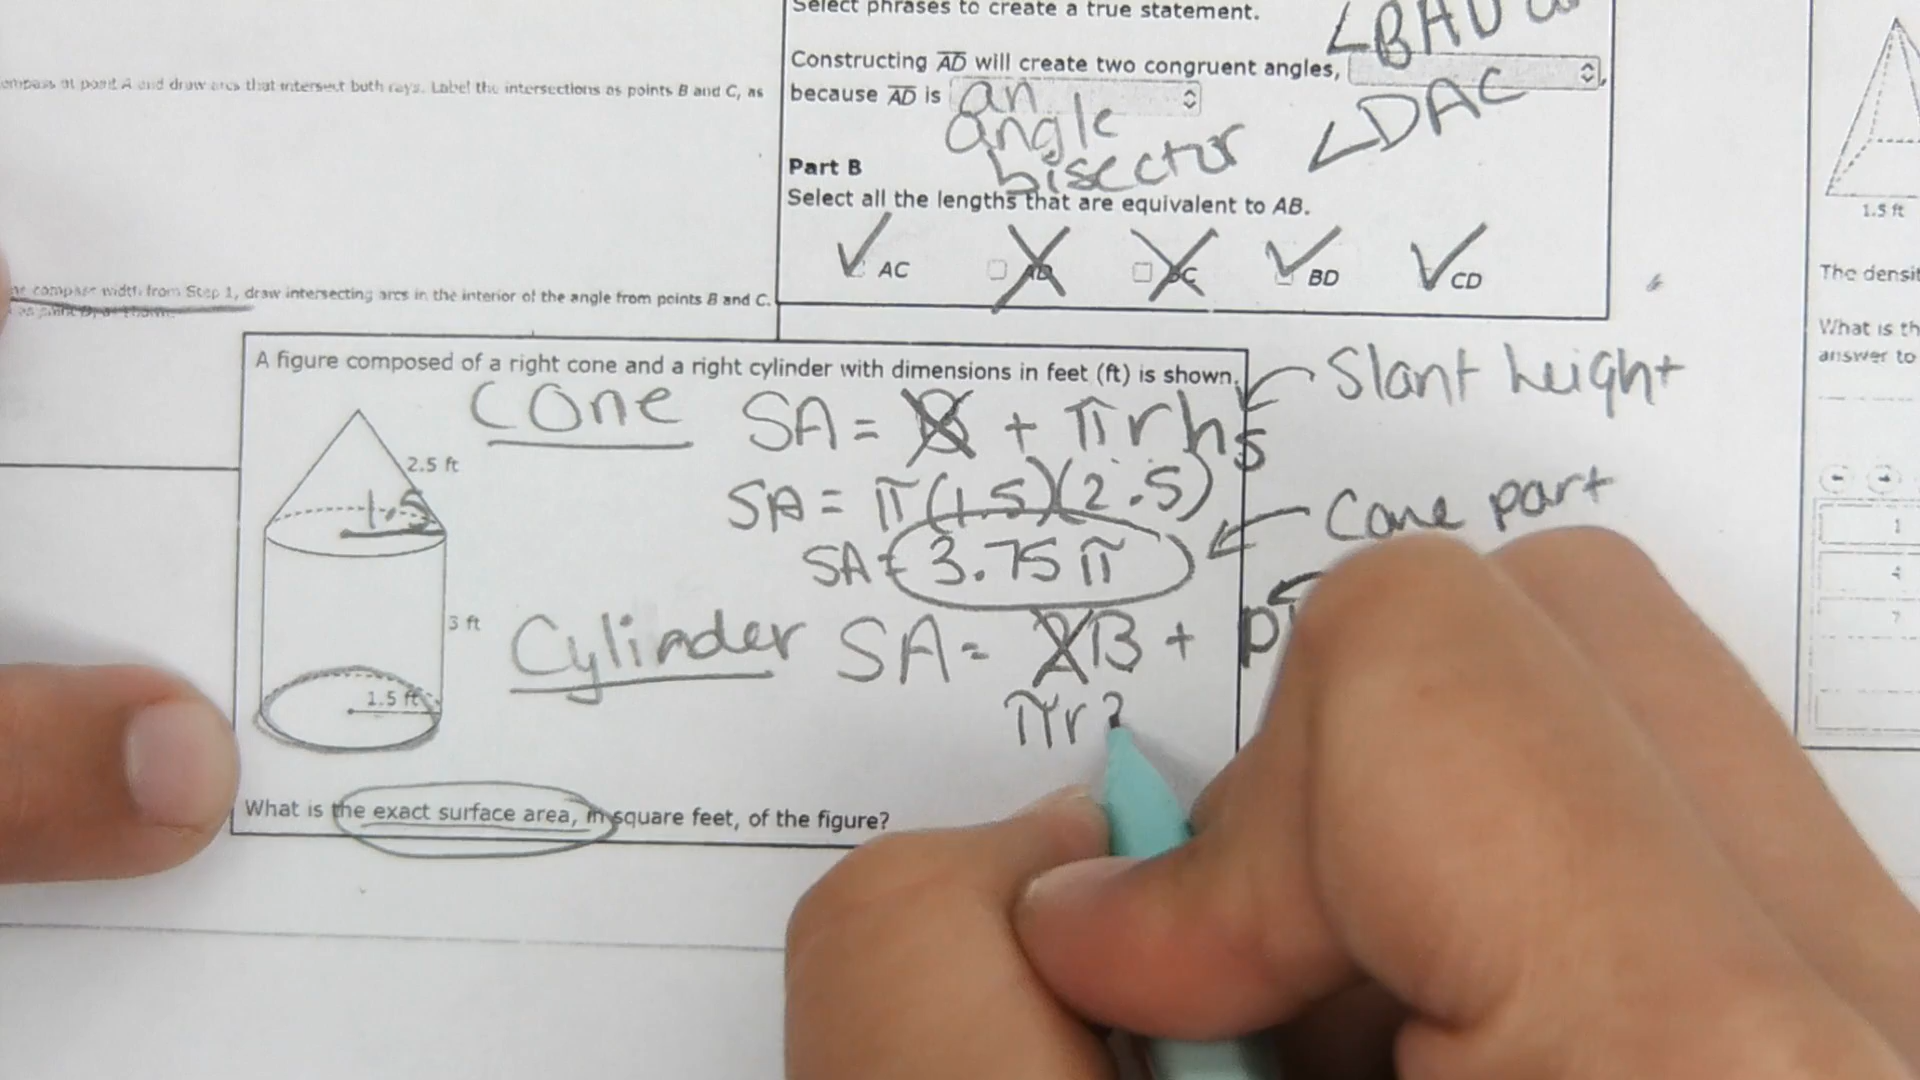 Select phrases to create a true statement.
Constructing AD will create two congruent angles,
∠BAD
∠DAC
because AD is an
angle
bisector
Part B
Select all the lengths that are equivalent to AB.
AC BD CD
compass at point A and draw arcs that intersect both rays. Label the intersections as points B and C, as
compass width from Step 1, draw intersecting arcs in the interior of the angle from points B and C.
A figure composed of a right cone and a right cylinder with dimensions in feet (ft) is shown.
Slant height
Cone SA = B + πrhs
2.5 ft
1.5
SA = π(1.5)(2.5)
Cone part
SA = 3.75π
3 ft
Cylinder SA = 2B + p
1.5 ft
πr2
What is the exact surface area, in square feet, of the figure?
1.5 ft
The densit
What is th
answer to
1
4
7